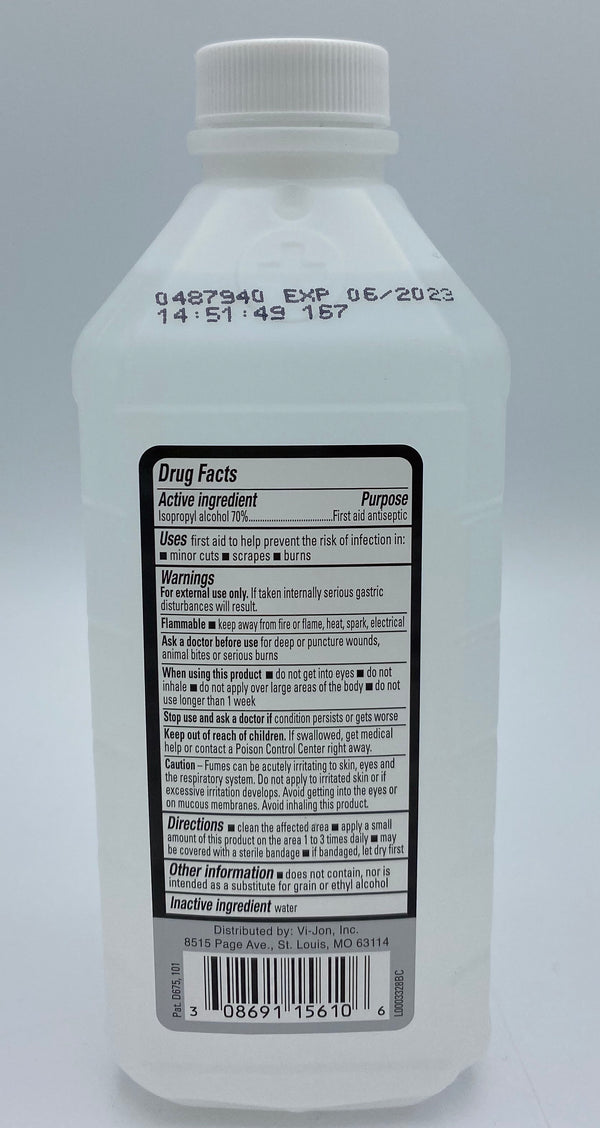 0487940 EXP 06/2023
14:51:49 167
Drug Facts
Active ingredient Purpose
Isopropyl alcohol 70%..................................First aid antiseptic
Uses first aid to help prevent the risk of infection in:
■ minor cuts ■ scrapes ■ burns
Warnings
For external use only. If taken internally serious gastric
disturbances will result.
Flammable ■ keep away from fire or flame, heat, spark, electrical
Ask a doctor before use for deep or puncture wounds,
animal bites or serious burns
When using this product ■ do not get into eyes ■ do not
inhale ■ do not apply over large areas of the body ■ do not
use longer than 1 week
Stop use and ask a doctor if condition persists or gets worse
Keep out of reach of children. If swallowed, get medical
help or contact a Poison Control Center right away.
Caution – Fumes can be acutely irritating to skin, eyes and
the respiratory system. Do not apply to irritated skin or if
excessive irritation develops. Avoid getting into the eyes or
on mucous membranes. Avoid inhaling this product.
Directions ■ clean the affected area ■ apply a small
amount of this product on the area 1 to 3 times daily ■ may
be covered with a sterile bandage ■ if bandaged, let dry first
Other information ■ does not contain, nor is
intended as a substitute for grain or ethyl alcohol
Inactive ingredient water
Distributed by: Vi-Jon, Inc.
8515 Page Ave., St. Louis, MO 63114
Pat. D675, 101
3 08691 15610 6
L0003328BC